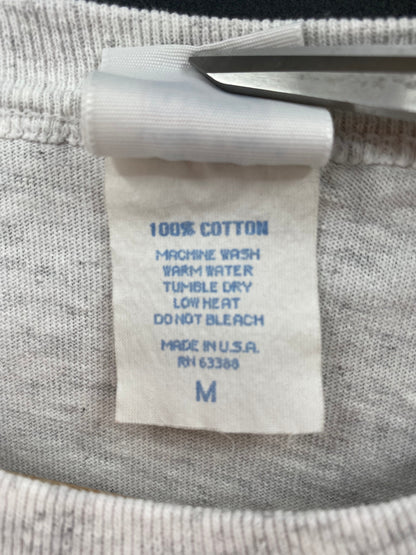 100% COTTON
MACHINE WASH
WARM WATER
TUMBLE DRY
LOW HEAT
DO NOT BLEACH
MADE IN U.S.A.
RN 63388
M